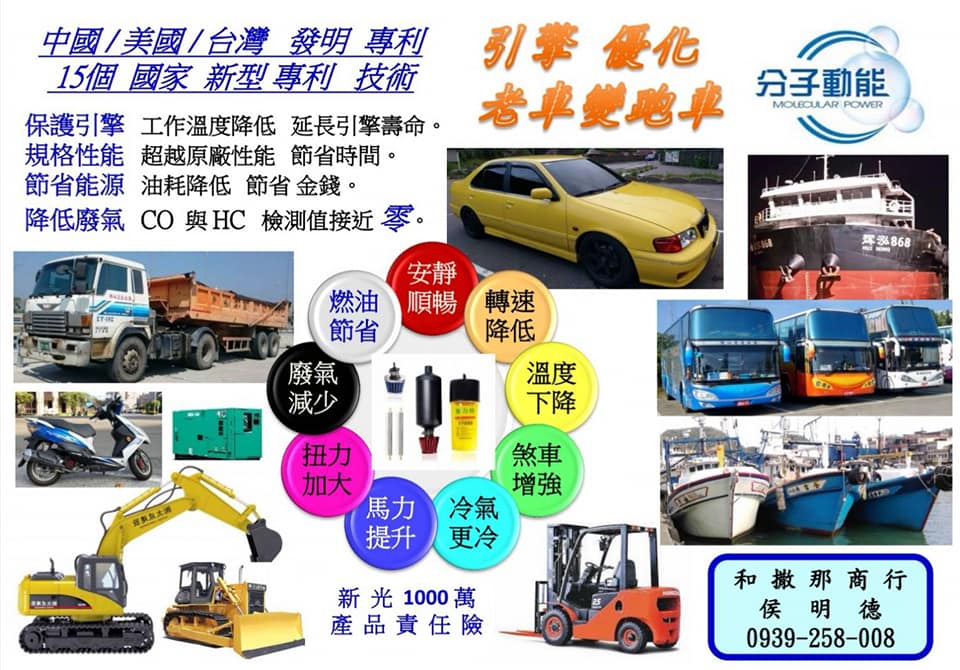 中國/美國/台灣 發明 專利
15個 國家 新型 專利 技術
引擎 優化
老車變跑車
分子動能
MOLECULAR POWER
保護引擎 工作溫度降低 延長引擎壽命。
規格性能 超越原廠性能 節省時間。
節省能源 油耗降低 節省 金錢。
降低廢氣 CO 與 HC 檢測值接近 零。
安靜
順暢
燃油
節省
轉速
降低
廢氣
減少
溫度
下降
扭力
加大
煞車
增強
馬力
提升
冷氣
更冷
868
新光 1000 萬
產品責任險
和撒那商行
侯明德
0939-258-008